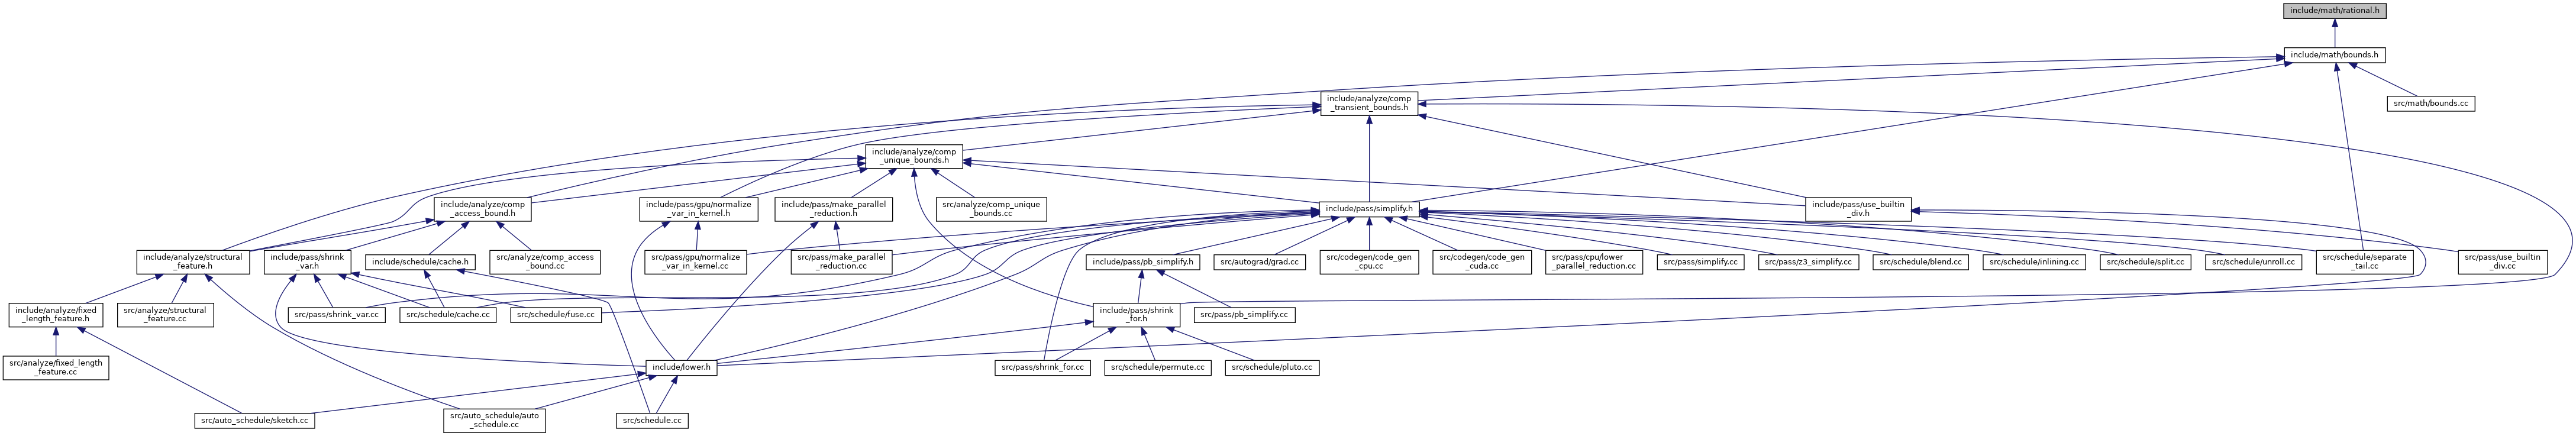 include/math/rational.h
include/math/bounds.h
include/analyze/comp
_transient_bounds.h
src/math/bounds.cc
include/analyze/comp
_unique_bounds.h
include/analyze/comp
_access_bound.h
include/pass/gpu/normalize
_var_in_kernel.h
include/pass/make_parallel
_reduction.h
src/analyze/comp_unique
_bounds.cc
include/pass/simplify.h
include/pass/use_builtin
_div.h
include/analyze/structural
_feature.h
include/pass/shrink
_var.h
include/schedule/cache.h
src/analyze/comp_access
_bound.cc
src/pass/gpu/normalize
_var_in_kernel.cc
src/pass/make_parallel
_reduction.cc
include/pass/pb_simplify.h
src/autograd/grad.cc
src/codegen/code_gen
_cpu.cc
src/codegen/code_gen
_cuda.cc
src/pass/cpu/lower
_parallel_reduction.cc
src/pass/simplify.cc
src/pass/z3_simplify.cc
src/schedule/blend.cc
src/schedule/inlining.cc
src/schedule/split.cc
src/schedule/unroll.cc
src/schedule/separate
_tail.cc
src/pass/use_builtin
_div.cc
include/analyze/fixed
_length_feature.h
src/analyze/structural
_feature.cc
src/pass/shrink_var.cc
src/schedule/cache.cc
src/schedule/fuse.cc
include/pass/shrink
_for.h
src/pass/pb_simplify.cc
src/analyze/fixed_length
_feature.cc
include/lower.h
src/pass/shrink_for.cc
src/schedule/permute.cc
src/schedule/pluto.cc
src/auto_schedule/sketch.cc
src/auto_schedule/auto
_schedule.cc
src/schedule.cc